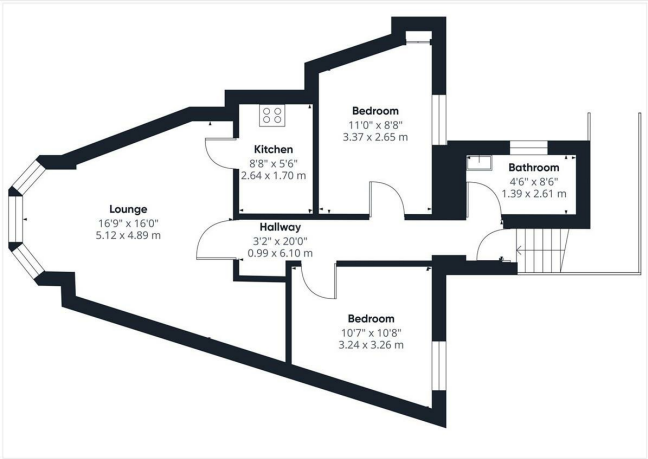 Bedroom
11'0" x 8'8"
3.37 x 2.65 m
Kitchen
8'8" x 5'6"
2.64 x 1.70 m
Bathroom
4'6" x 8'6"
1.39 x 2.61 m
Lounge
16'9" x 16'0"
5.12 x 4.89 m
Hallway
3'2" x 20'0"
0.99 x 6.10 m
Bedroom
10'7" x 10'8"
3.24 x 3.26 m